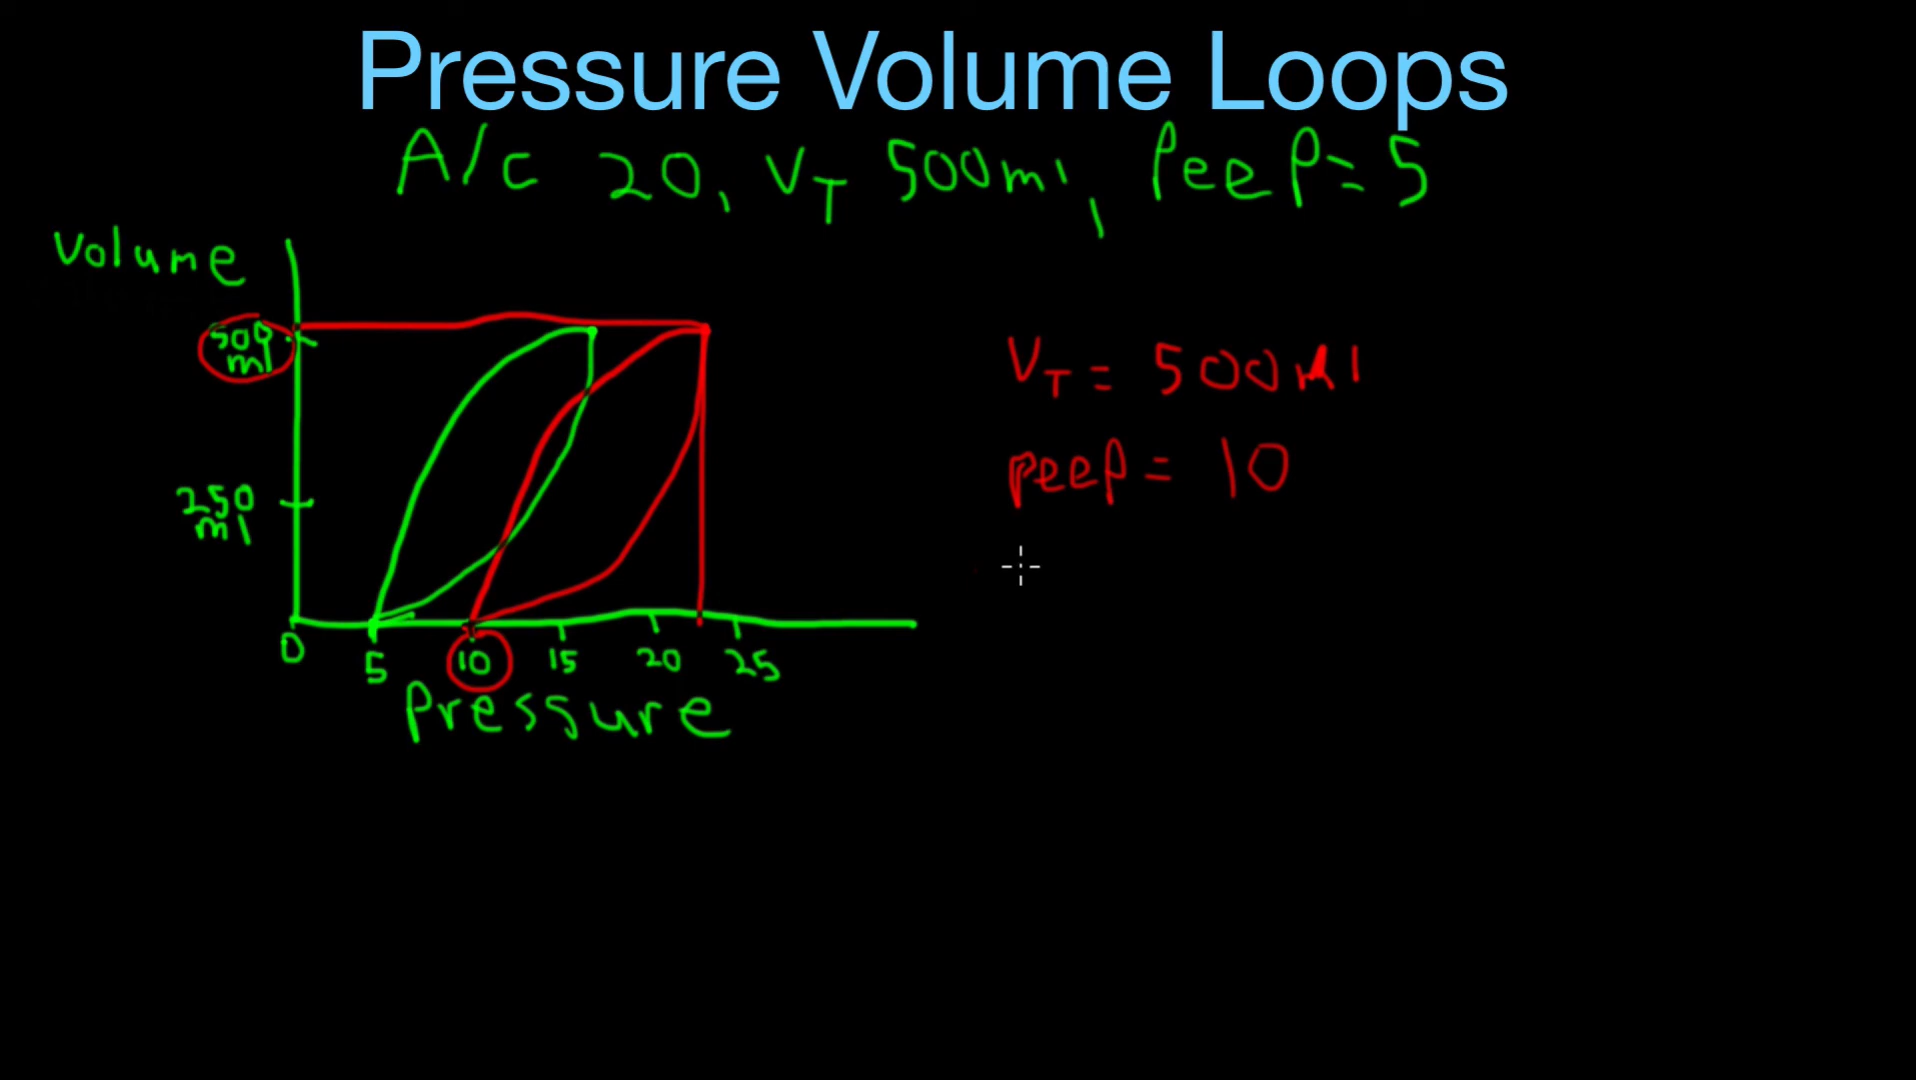 Pressure Volume Loops
A/c 20, VT 500ml, PeeP=5
Volume
500
ml
VT = 500ml
PeeP = 10
250
ml
0 5 10 15 20 25
Pressure